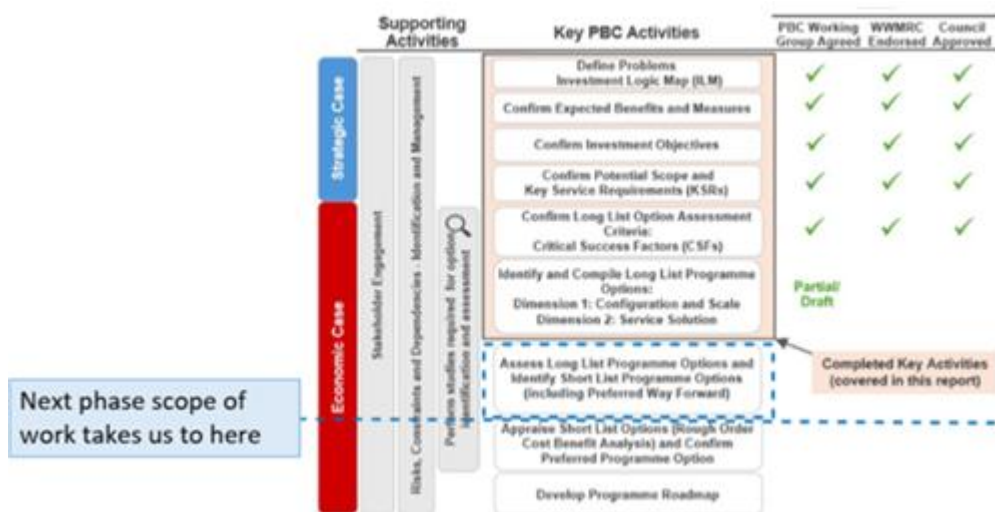 Supporting
Activities
Key PBC Activities
PBC Working
Group Agreed
WWMRC
Endorsed
Council
Approved
Strategic Case
Economic Case
Stakeholder Engagement
Risks, Constraints and Dependencies - Identification and Management
Perform studies required for option
identification and assessment
Define Problems
Investment Logic Map (ILM)
Confirm Expected Benefits and Measures
Confirm Investment Objectives
Confirm Potential Scope and
Key Service Requirements (KSRs)
Confirm Long List Option Assessment
Criteria:
Critical Success Factors (CSFs)
Identify and Compile Long List Programme
Options:
Dimension 1: Configuration and Scale
Dimension 2: Service Solution
Partial/
Draft
Assess Long List Programme Options and
Identify Short List Programme Options
(including Preferred Way Forward)
Completed Key Activities
(covered in this report)
Next phase scope of
work takes us to here
Appraise Short List Options (Rough Order
Cost Benefit Analysis) and Confirm
Preferred Programme Option
Develop Programme Roadmap